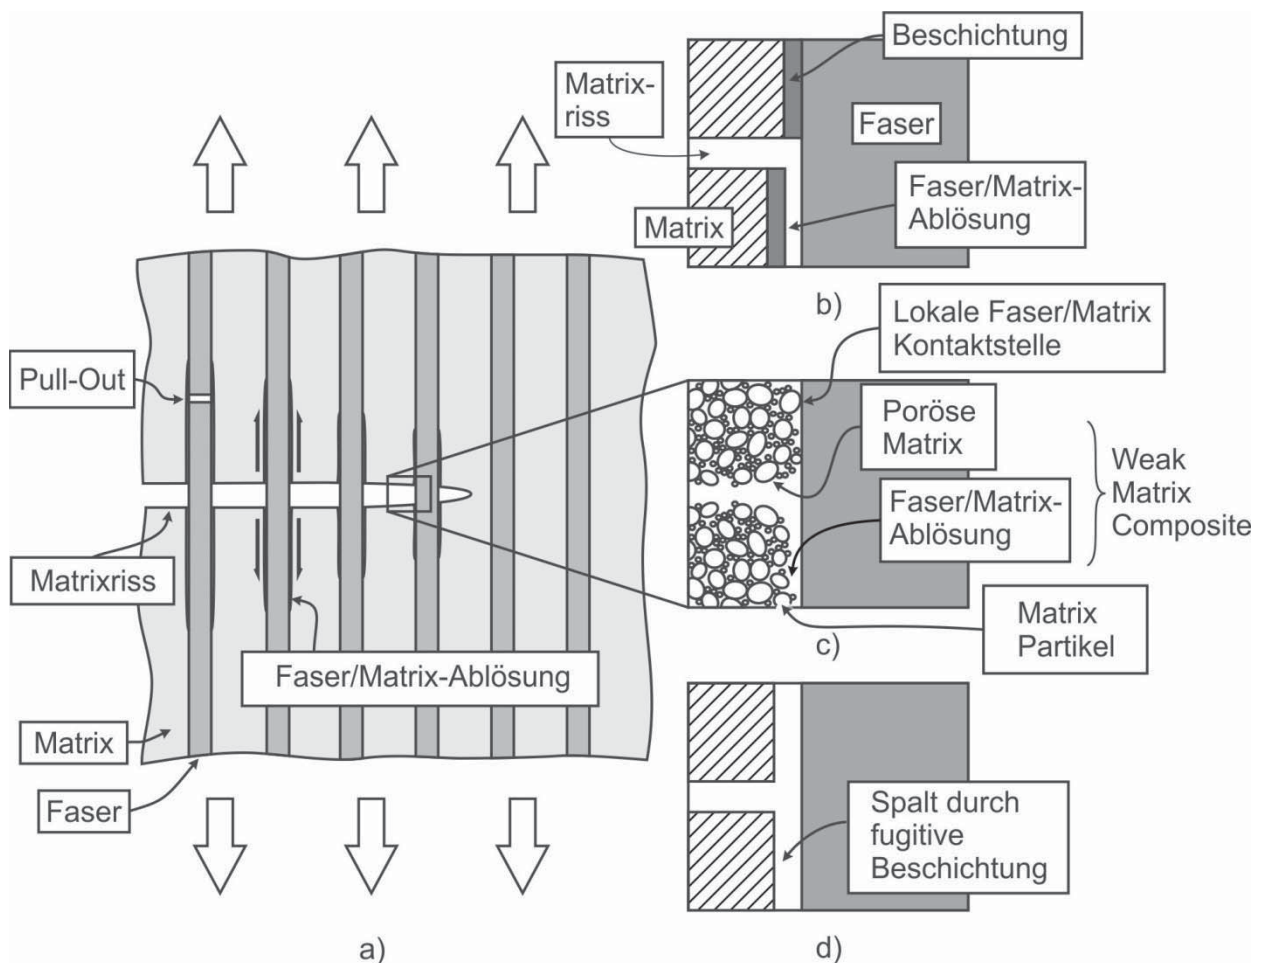 Pull-Out
Matrixriss
Faser/Matrix-Ablösung
Matrix
Faser
a)
Beschichtung
Matrix-
riss
Faser
Faser/Matrix-
Ablösung
Matrix
b)
Lokale Faser/Matrix
Kontaktstelle
Poröse
Matrix
Faser/Matrix-
Ablösung
Weak
Matrix
Composite
Matrix
Partikel
c)
Spalt durch
fugitive
Beschichtung
d)